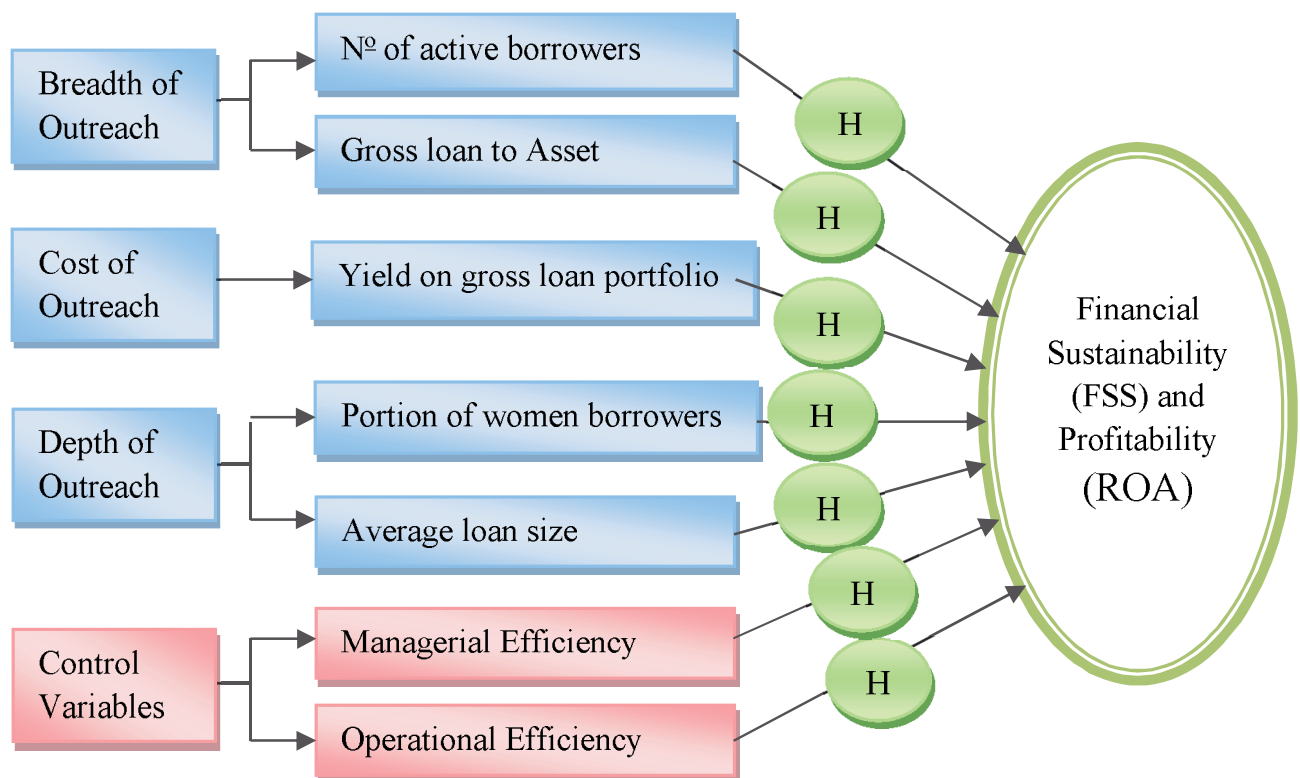 Breadth of
Outreach
Nº of active borrowers
H
Gross loan to Asset
H
Cost of
Outreach
Yield on gross loan portfolio
H
Depth of
Outreach
Portion of women borrowers
H
Average loan size
H
Control
Variables
Managerial Efficiency
H
Operational Efficiency
H
Financial
Sustainability
(FSS) and
Profitability
(ROA)